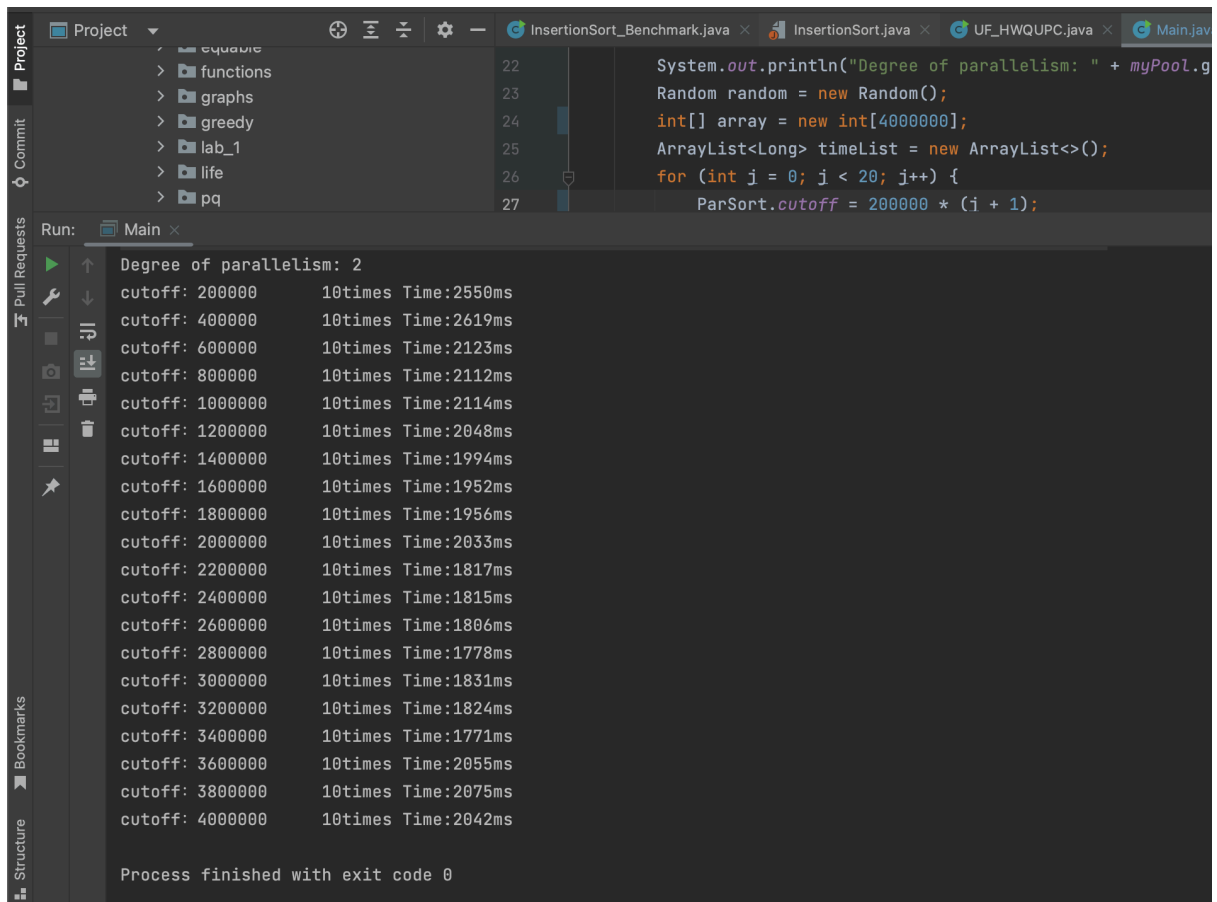 Project
InsertionSort_Benchmark.java
InsertionSort.java
UF_HWQUPC.java
Main.jav
equable
functions
graphs
greedy
lab_1
life
pq
22 System.out.println("Degree of parallelism: " + myPool.g
23 Random random = new Random();
24 int[] array = new int[4000000];
25 ArrayList<Long> timeList = new ArrayList<>();
26 for (int j = 0; j < 20; j++) {
27 ParSort.cutoff = 200000 * (j + 1);
Project
Commit
Pull Requests
Bookmarks
Structure
Run: Main
Degree of parallelism: 2
cutoff: 200000 10times Time:2550ms
cutoff: 400000 10times Time:2619ms
cutoff: 600000 10times Time:2123ms
cutoff: 800000 10times Time:2112ms
cutoff: 1000000 10times Time:2114ms
cutoff: 1200000 10times Time:2048ms
cutoff: 1400000 10times Time:1994ms
cutoff: 1600000 10times Time:1952ms
cutoff: 1800000 10times Time:1956ms
cutoff: 2000000 10times Time:2033ms
cutoff: 2200000 10times Time:1817ms
cutoff: 2400000 10times Time:1815ms
cutoff: 2600000 10times Time:1806ms
cutoff: 2800000 10times Time:1778ms
cutoff: 3000000 10times Time:1831ms
cutoff: 3200000 10times Time:1824ms
cutoff: 3400000 10times Time:1771ms
cutoff: 3600000 10times Time:2055ms
cutoff: 3800000 10times Time:2075ms
cutoff: 4000000 10times Time:2042ms
Process finished with exit code 0